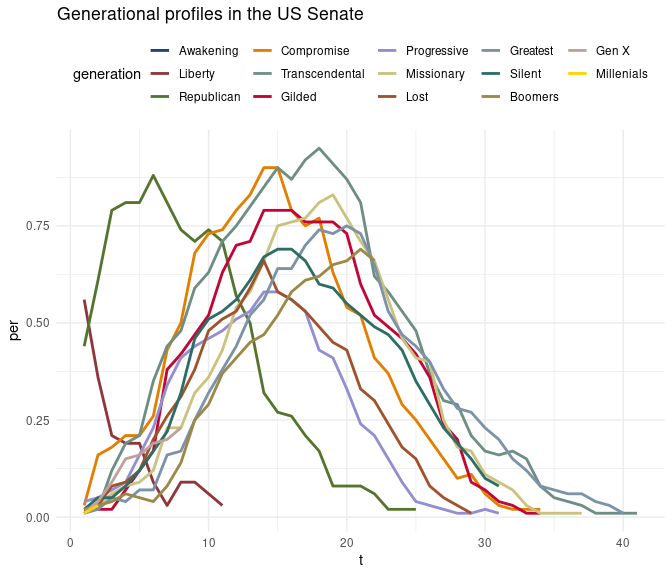 Generational profiles in the US Senate
generation
Awakening Compromise Progressive Greatest Gen X
Liberty Transcendental Missionary Silent Millenials
Republican Gilded Lost Boomers
per
0.75
0.50
0.25
0.00
0 10 20 30 40
t